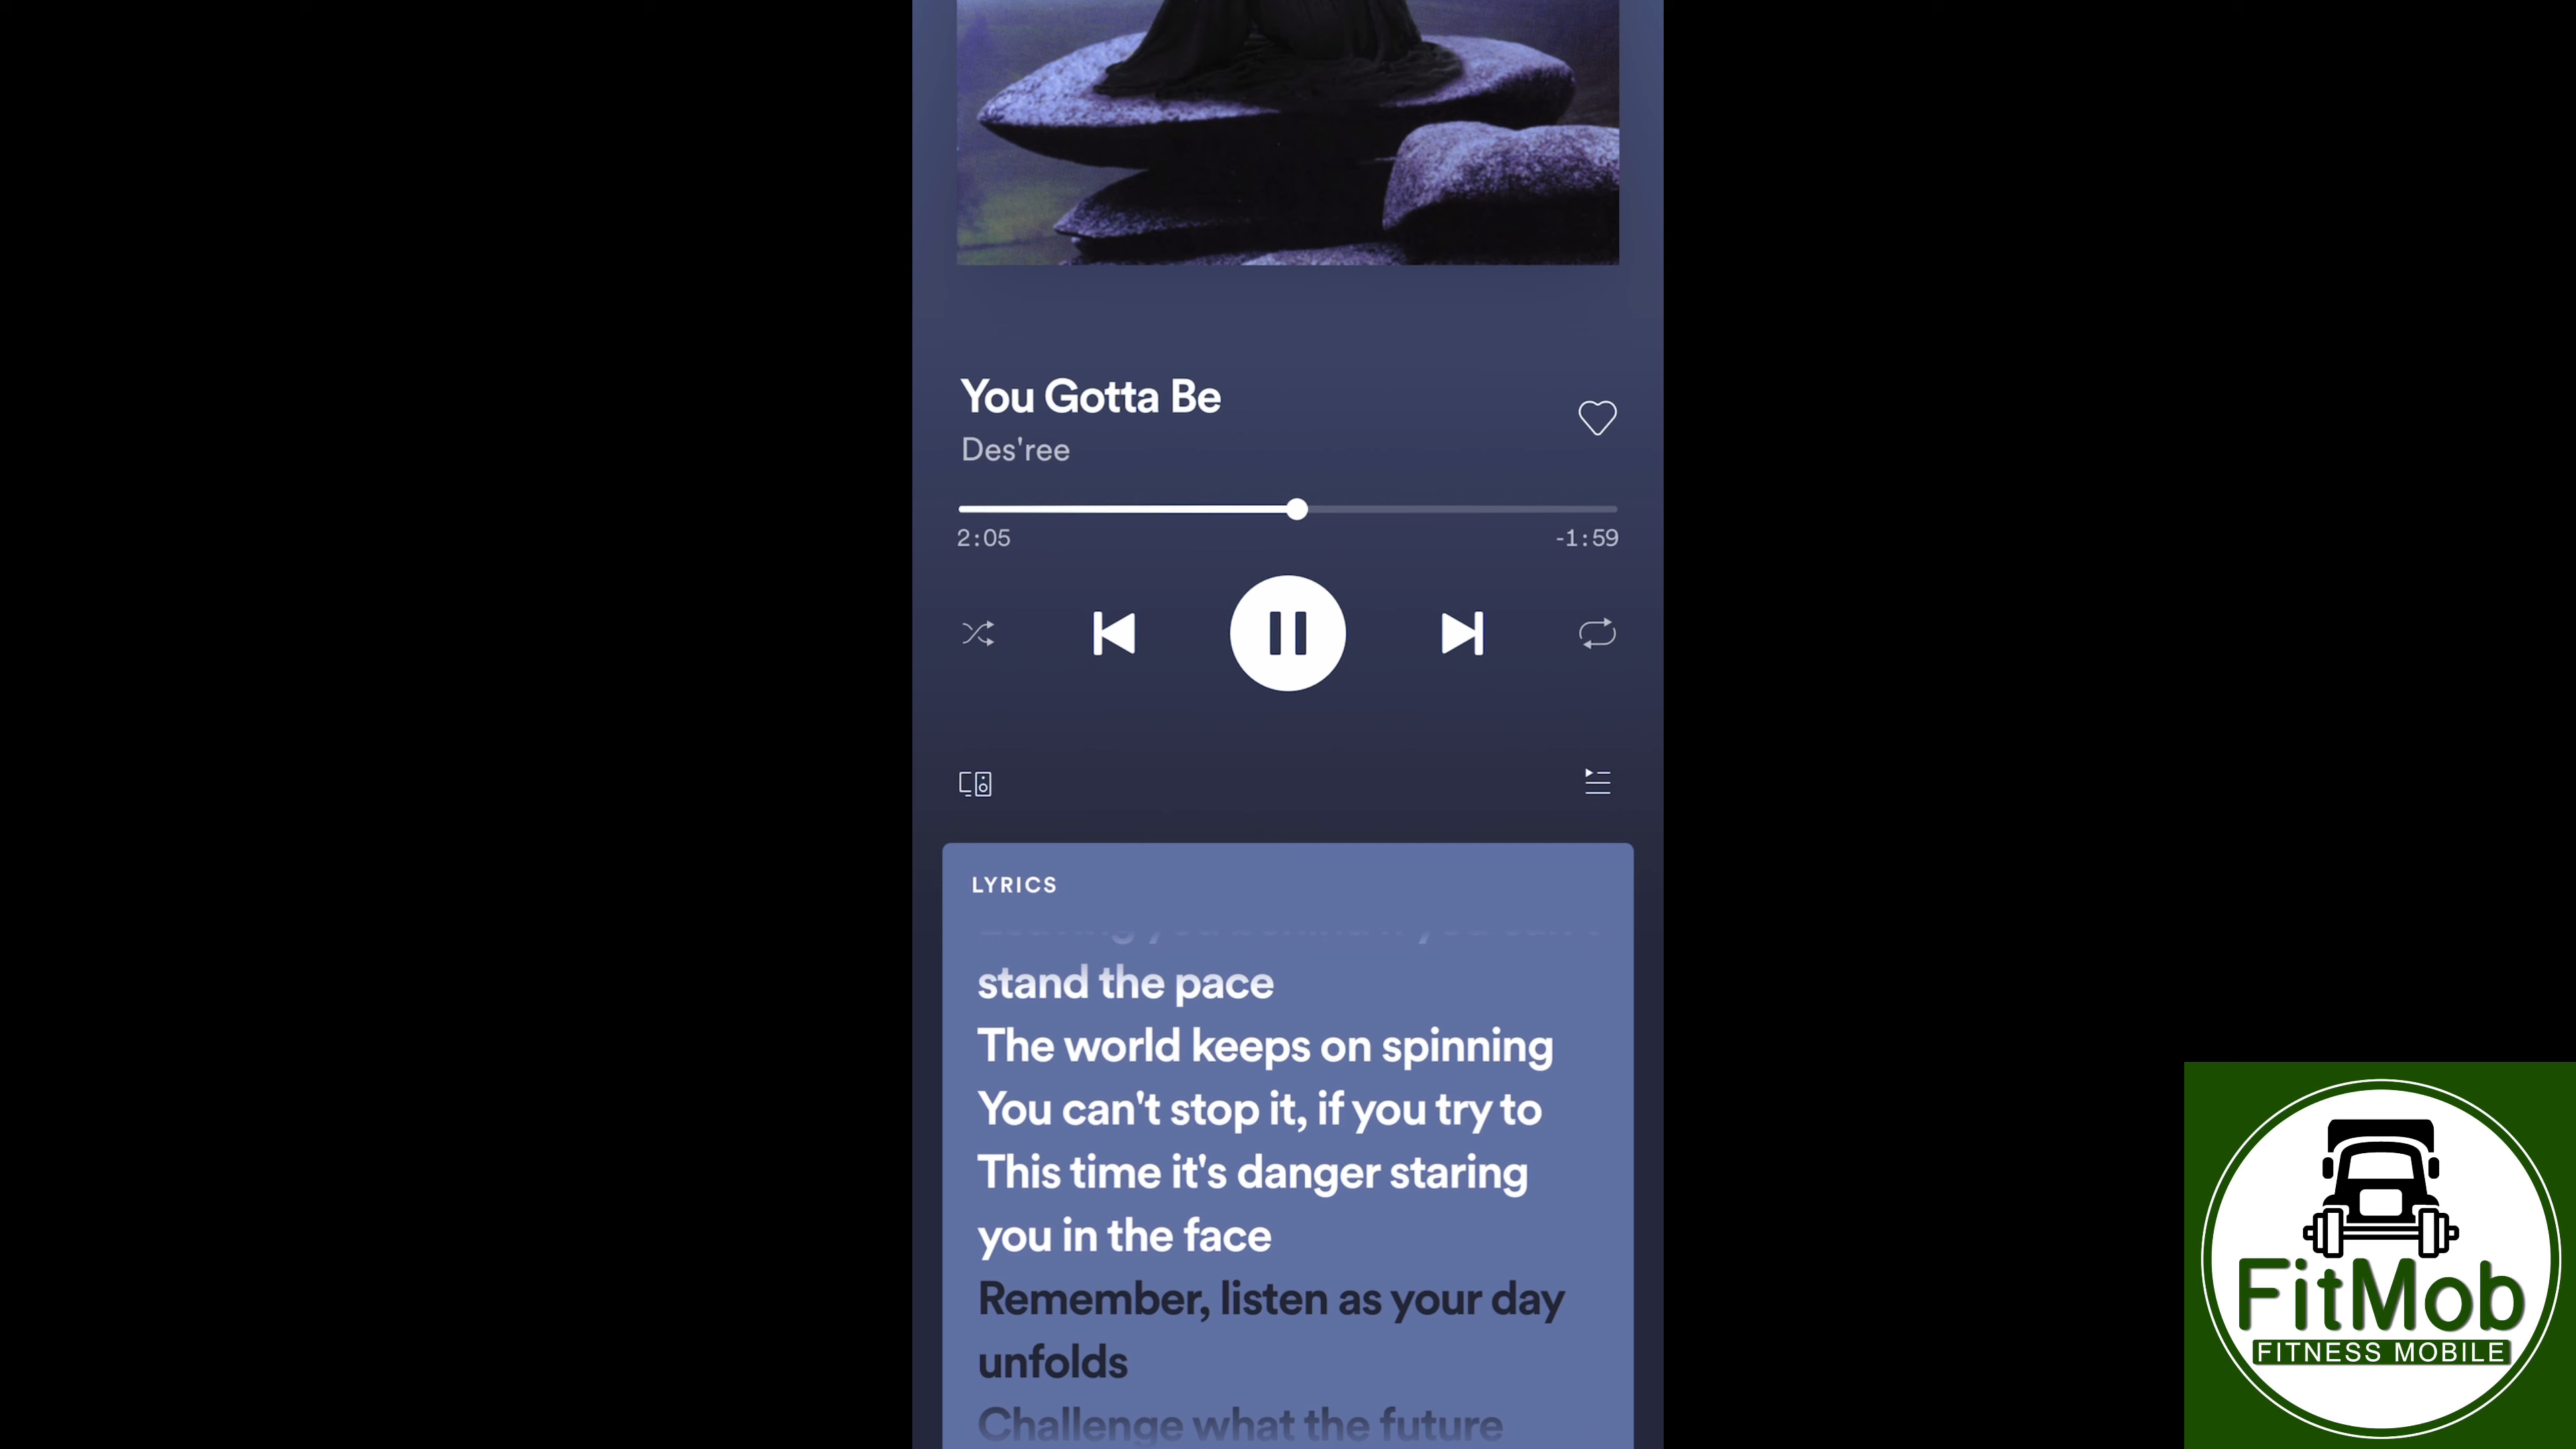 You Gotta Be
Des'ree
2:05
-1:59
LYRICS
stand the pace
The world keeps on spinning
You can't stop it, if you try to
This time it's danger staring
you in the face
Remember, listen as your day
unfolds
Challenge what the future
FitMob
FITNESS MOBILE